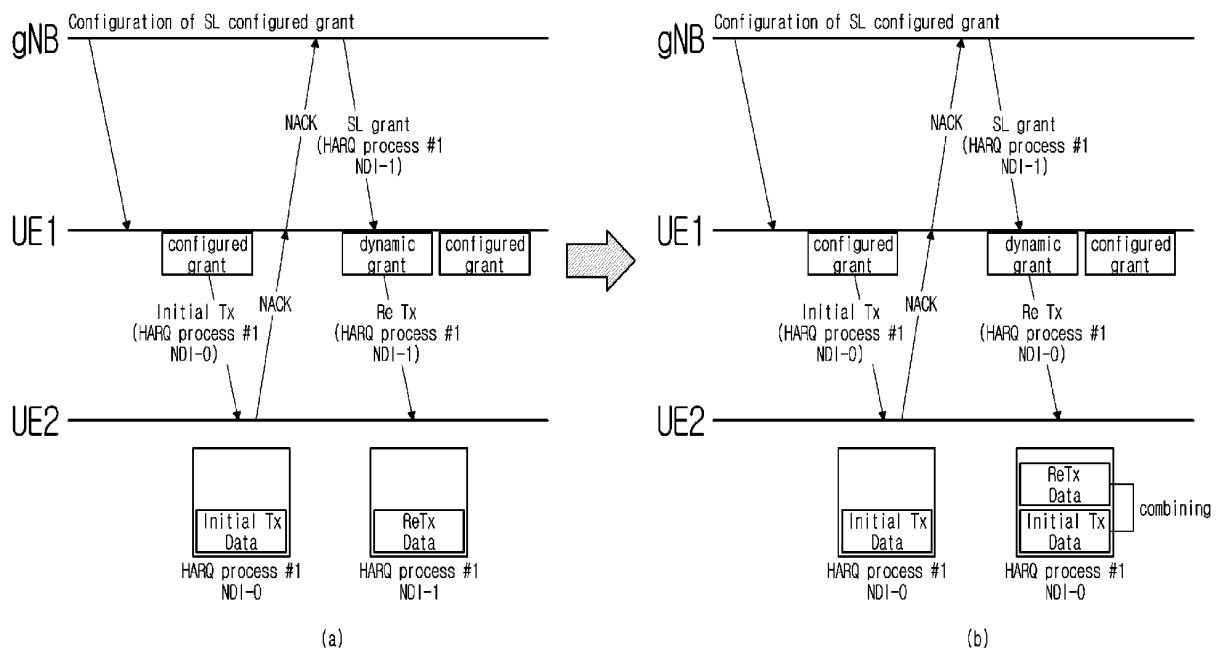 Configuration of SL configured grant
gNB
NACK
SL grant
(HARQ process #1
NDI-1)
UE1
configured
grant
dynamic
grant
configured
grant
Initial Tx
(HARQ process #1
NDI-0)
NACK
Re Tx
(HARQ process #1
NDI-1)
UE2
Initial Tx
Data
HARQ process #1
NDI-0
ReTx
Data
HARQ process #1
NDI-1
(a)
Configuration of SL configured grant
gNB
NACK
SL grant
(HARQ process #1
NDI-1)
UE1
configured
grant
dynamic
grant
configured
grant
Initial Tx
(HARQ process #1
NDI-0)
NACK
Re Tx
(HARQ process #1
NDI-0)
UE2
Initial Tx
Data
HARQ process #1
NDI-0
ReTx
Data
Initial Tx
Data
combining
HARQ process #1
NDI-0
(b)